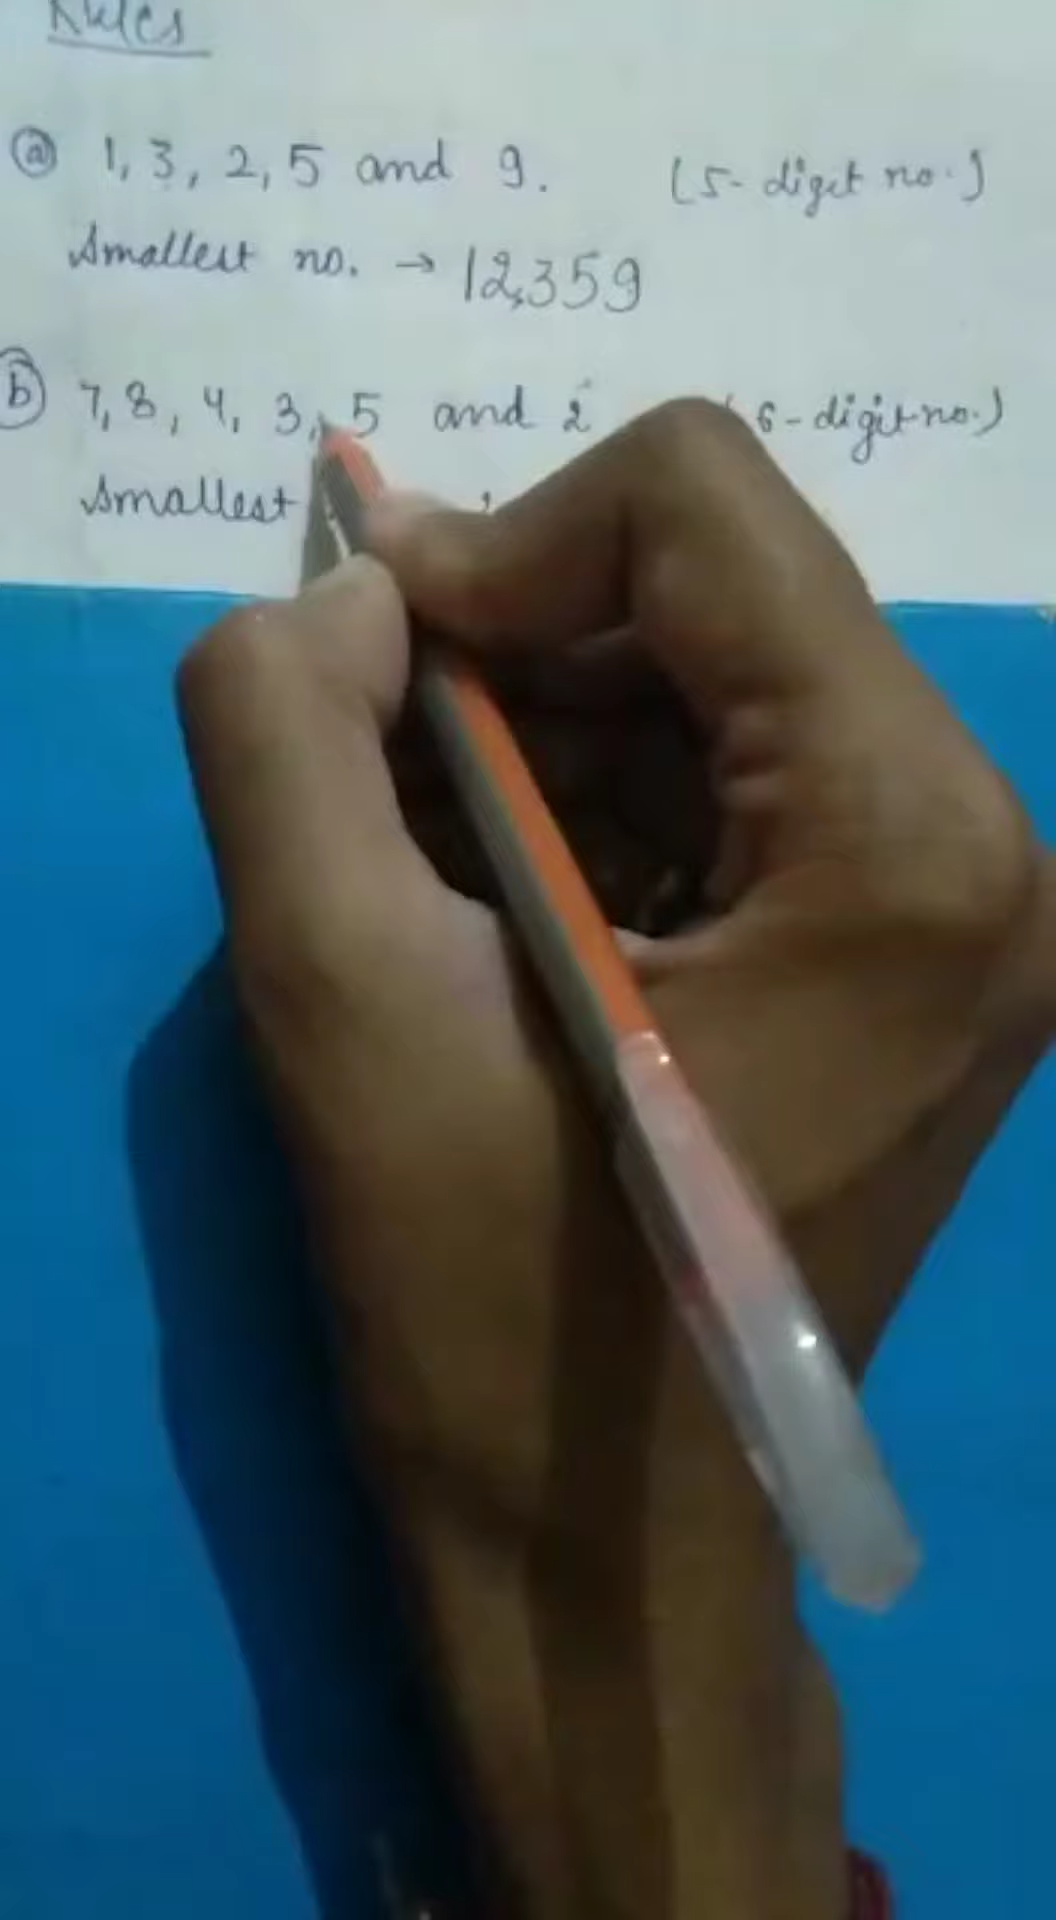 Rules
(a) 1, 3, 2, 5 and 9. (5-digit no.)
Smallest no. → 12,359
(b) 7, 8, 4, 3, 5 and 2 (6-digit no.)
Smallest